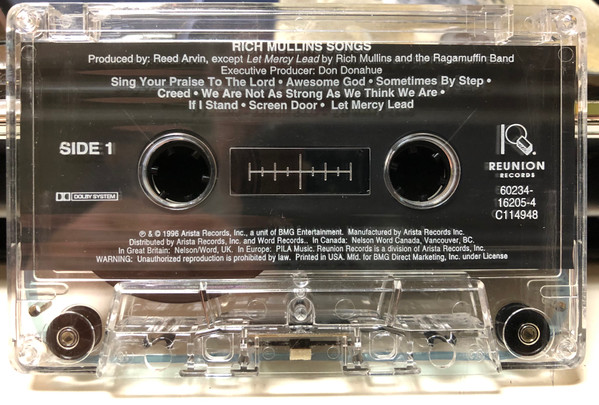 RICH MULLINS SONGS
Produced by: Reed Arvin, except Let Mercy Lead by Rich Mullins and the Ragamuffin Band
Executive Producer: Don Donahue
Sing Your Praise To The Lord • Awesome God • Sometimes By Step •
Creed • We Are Not As Strong As We Think We Are •
If I Stand • Screen Door • Let Mercy Lead
SIDE 1
DOLBY SYSTEM
R
REUNION
RECORDS
60234-
16205-4
C114948
℗ & © 1996 Arista Records, Inc., a unit of BMG Entertainment. Manufactured by Arista Records Inc.
Distributed by Arista Records, Inc. and Word Records.. In Canada: Nelson Word Canada, Vancouver, BC.
In Great Britain: Nelson/Word, UK. In Europe: PILA Music. Reunion Records is a division of Arista Records, Inc.
WARNING: Unauthorized reproduction is prohibited by law. Printed in USA. Mfd. for BMG Direct Marketing, Inc. under License